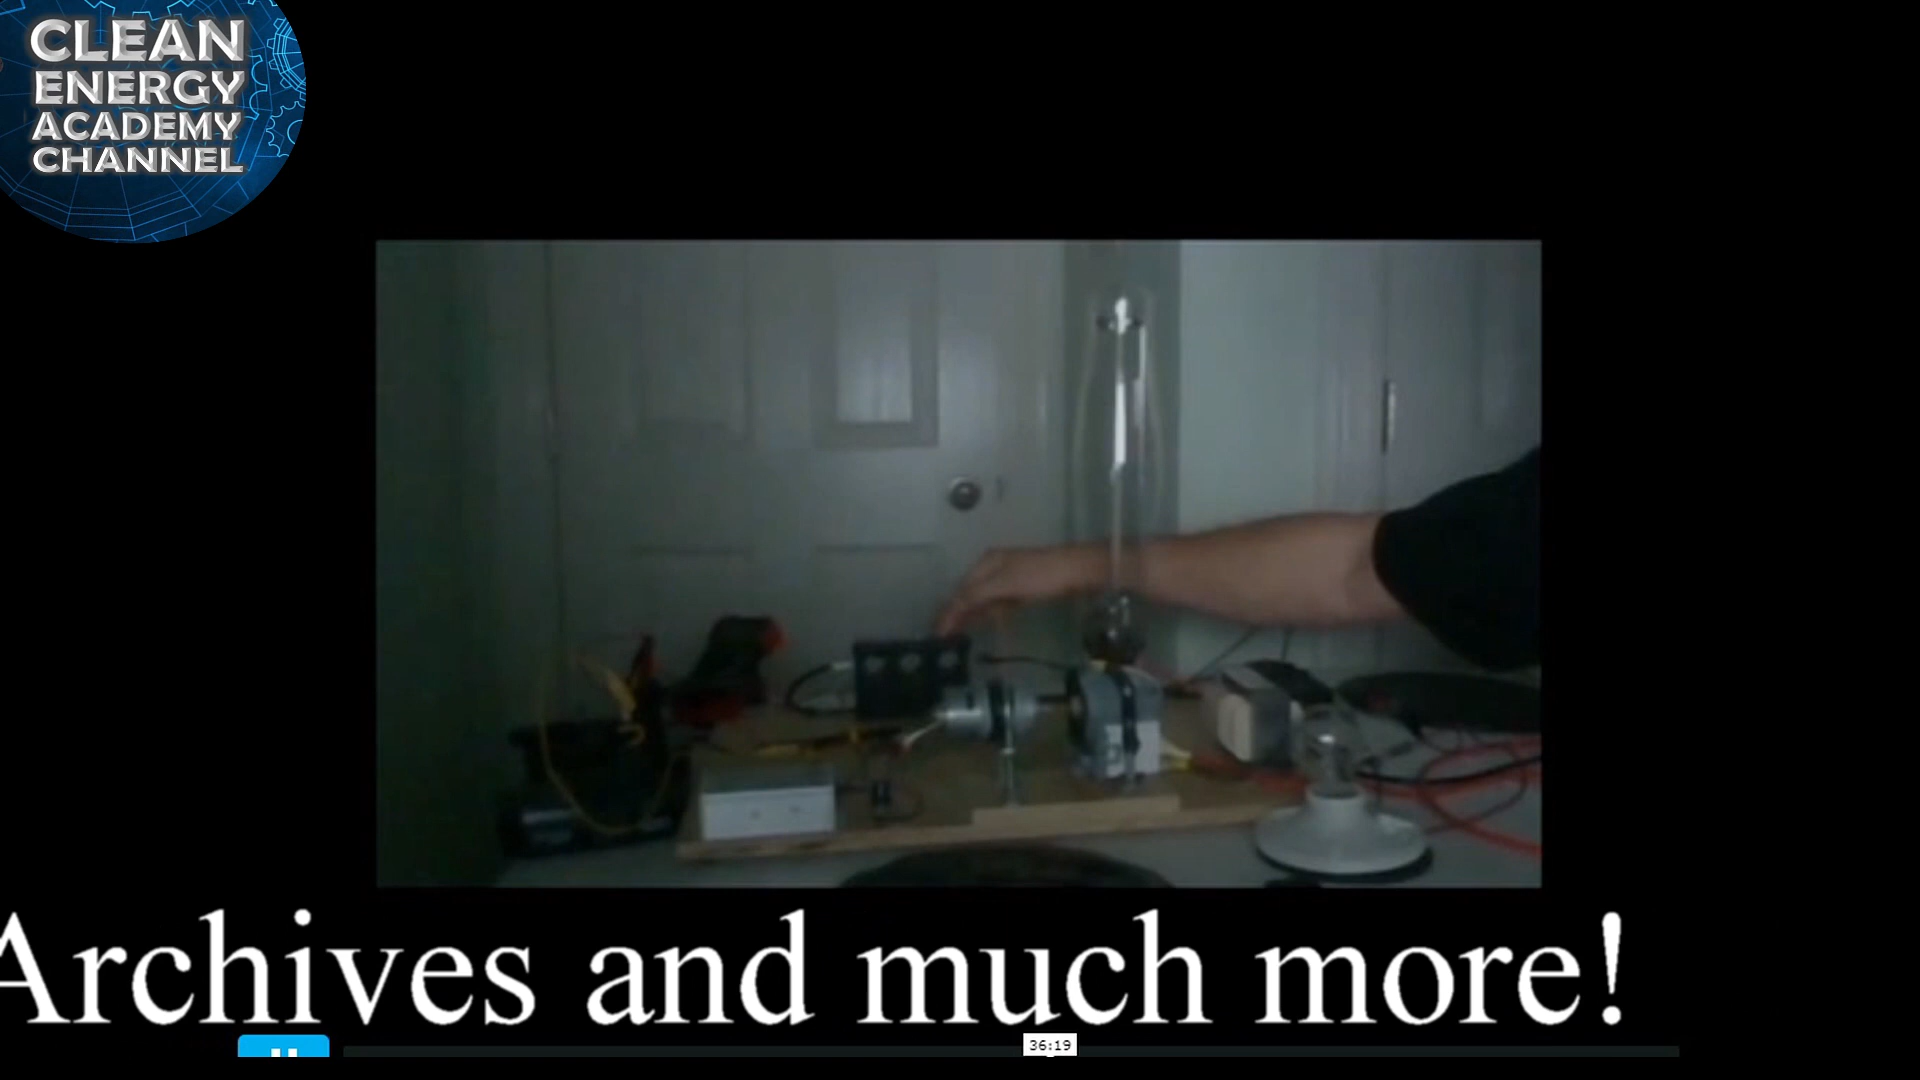 CLEAN
ENERGY
ACADEMY
CHANNEL
Archives and much more!
36:19